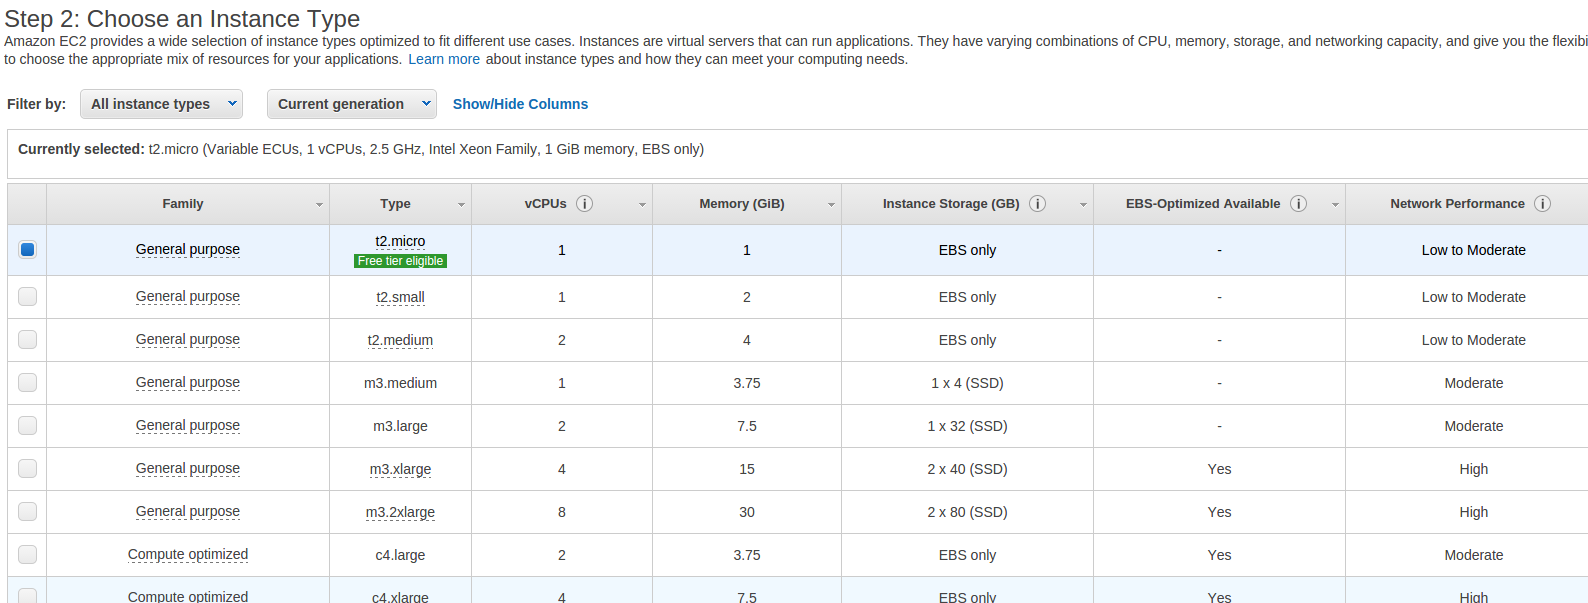 Step 2: Choose an Instance Type
Amazon EC2 provides a wide selection of instance types optimized to fit different use cases. Instances are virtual servers that can run applications. They have varying combinations of CPU, memory, storage, and networking capacity, and give you the flexibi
to choose the appropriate mix of resources for your applications. Learn more about instance types and how they can meet your computing needs.
Filter by: All instance types Current generation Show/Hide Columns
Currently selected: t2.micro (Variable ECUs, 1 vCPUs, 2.5 GHz, Intel Xeon Family, 1 GiB memory, EBS only)
Family Type vCPUs i Memory (GiB) Instance Storage (GB) i EBS-Optimized Available i Network Performance i
General purpose t2.micro 1 1 EBS only - Low to Moderate
Free tier eligible
General purpose t2.small 1 2 EBS only - Low to Moderate
General purpose t2.medium 2 4 EBS only - Low to Moderate
General purpose m3.medium 1 3.75 1 x 4 (SSD) - Moderate
General purpose m3.large 2 7.5 1 x 32 (SSD) - Moderate
General purpose m3.xlarge 4 15 2 x 40 (SSD) Yes High
General purpose m3.2xlarge 8 30 2 x 80 (SSD) Yes High
Compute optimized c4.large 2 3.75 EBS only Yes Moderate
Compute optimized c4.xlarge 4 7.5 EBS only Yes High